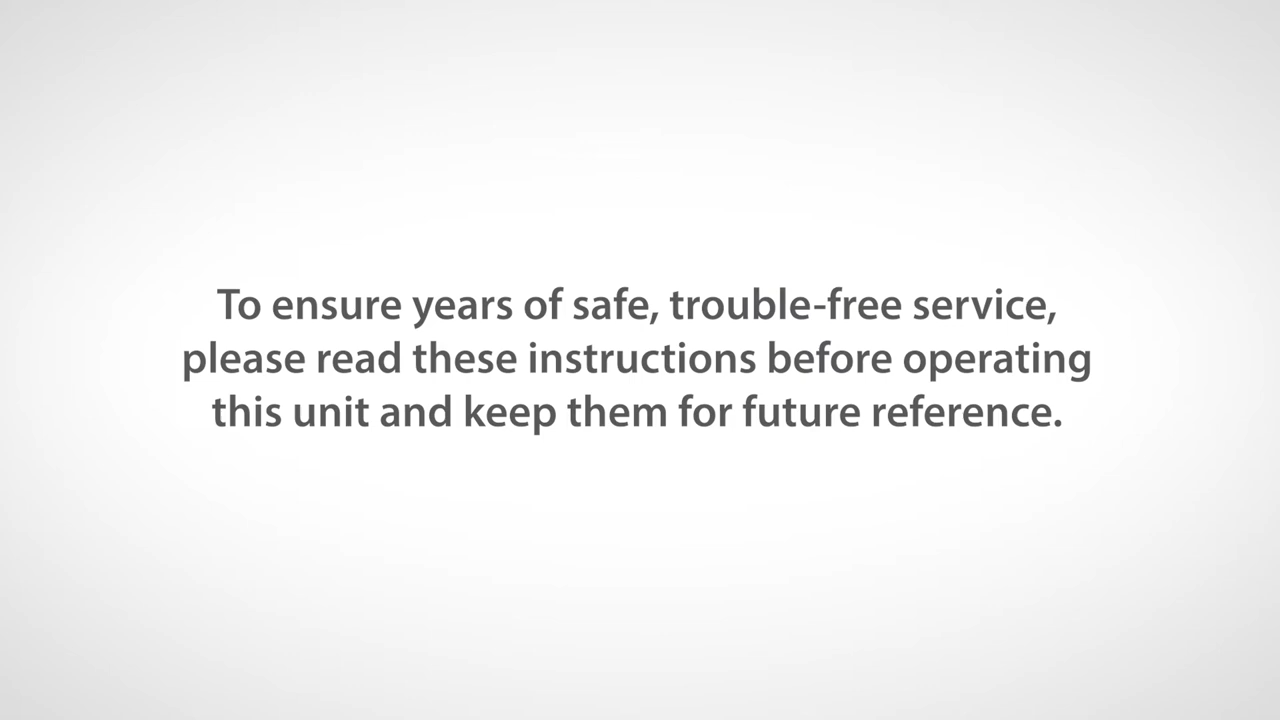 To ensure years of safe, trouble-free service,
please read these instructions before operating
this unit and keep them for future reference.